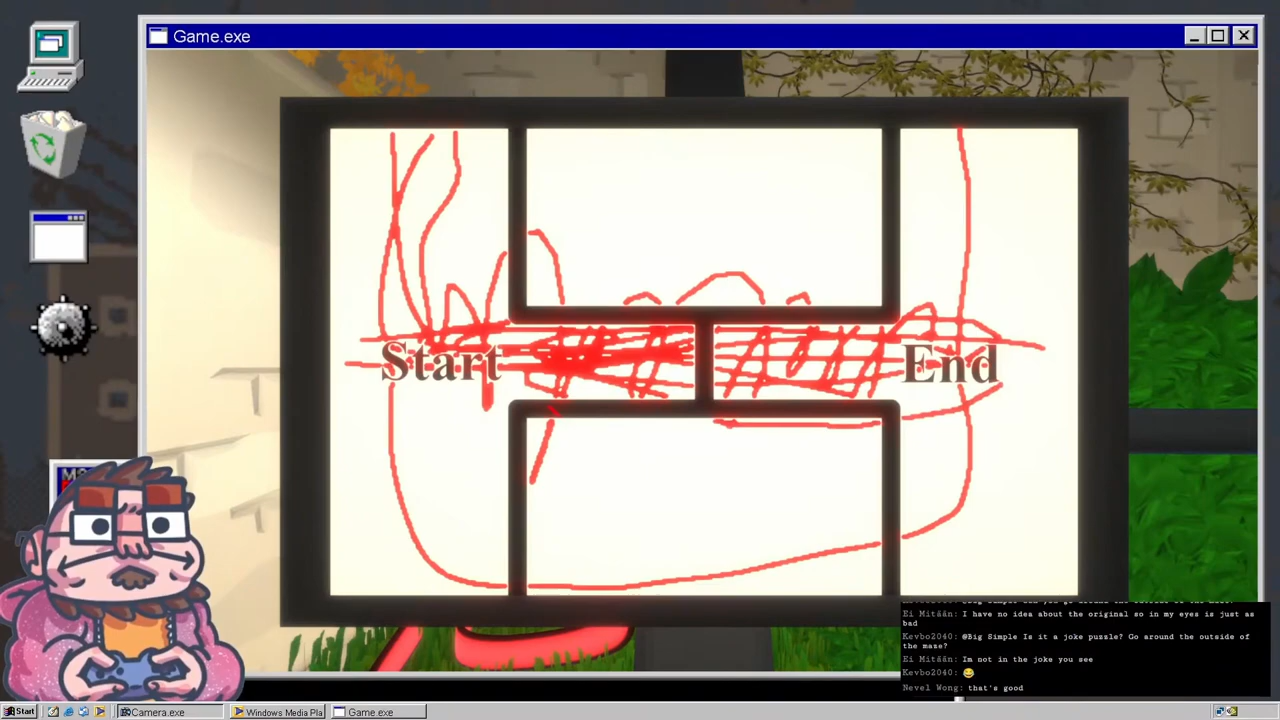 Game.exe
Start
End
Ei Mitään: I have no idea about the original so in my eyes is just as
bad
Kevbo2040: @Big Simple Is it a joke puzzle? Go around the outside of
the maze?
Ei Mitään: Im not in the joke you see
Kevbo2040: 😂
Nevel Wong: that's good
Start
Camera.exe
Windows Media Pla
Game.exe